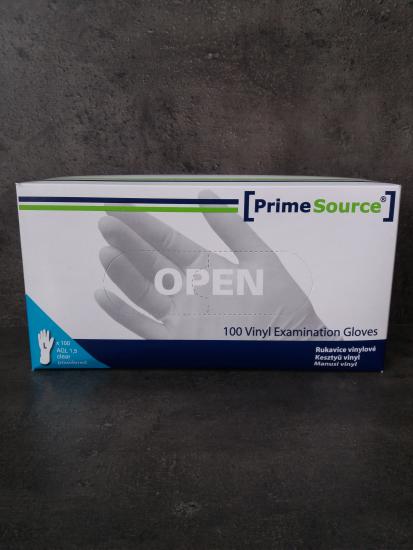 [PrimeSource®]
OPEN
100 Vinyl Examination Gloves
L
x 100
AQL 1,5
clear
Rukavice vinylové
Kesztyű vinyl
Manusi vinyl